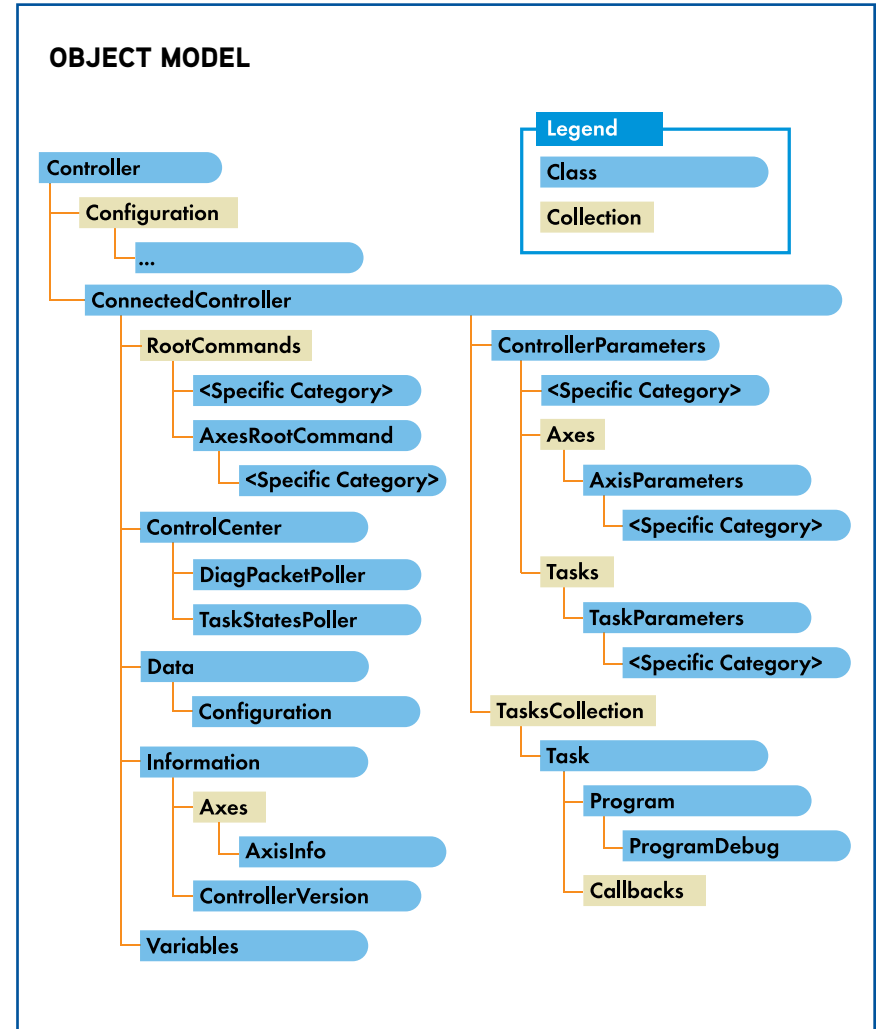 OBJECT MODEL
Legend
Class
Collection
Controller
Configuration
...
ConnectedController
RootCommands
<Specific Category>
AxesRootCommand
<Specific Category>
ControlCenter
DiagPacketPoller
TaskStatesPoller
Data
Configuration
Information
Axes
AxisInfo
ControllerVersion
Variables
ControllerParameters
<Specific Category>
Axes
AxisParameters
<Specific Category>
Tasks
TaskParameters
<Specific Category>
TasksCollection
Task
Program
ProgramDebug
Callbacks